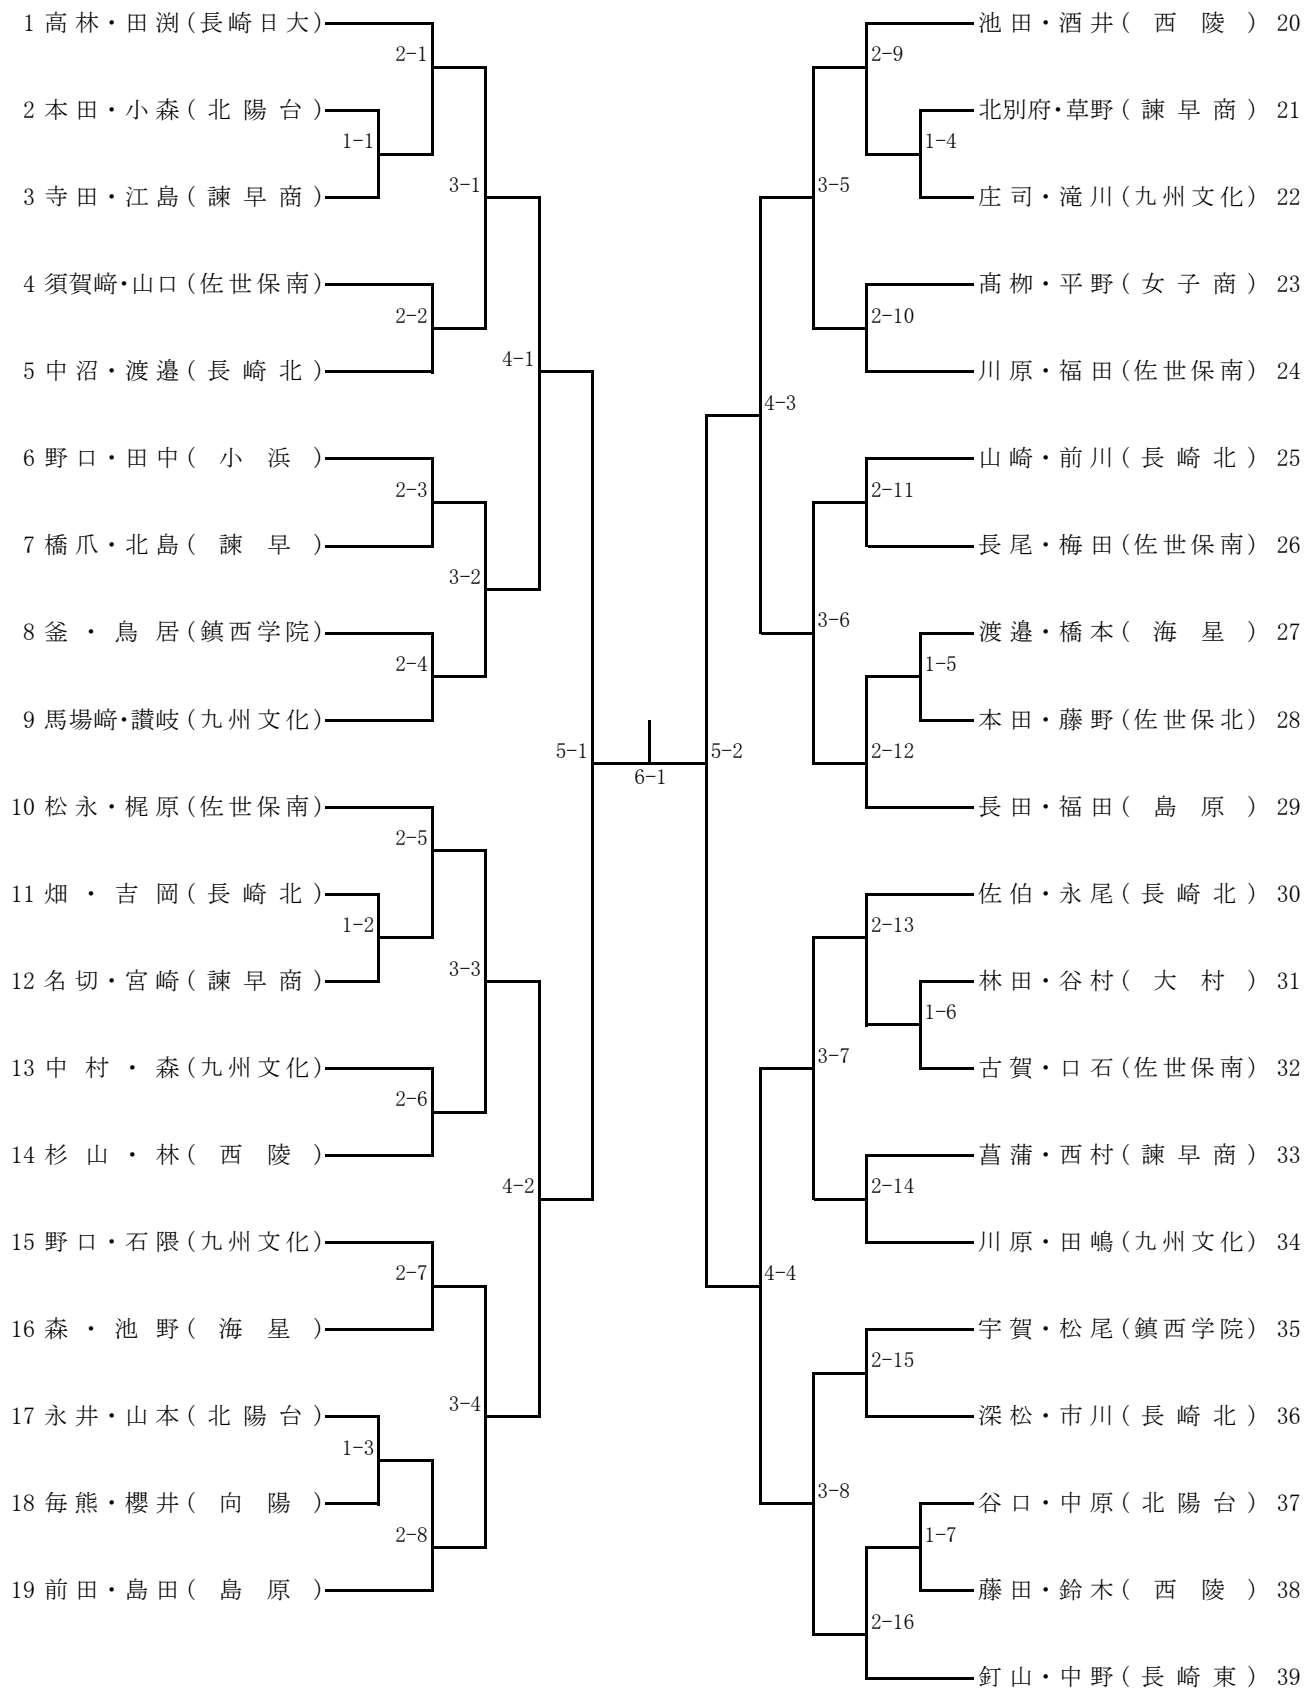 1 高林・田渕(長崎日大)
2-1
2 本田・小森(北陽台)
1-1
3 寺田・江島(諫早商)
3-1
4 須賀﨑・山口(佐世保南)
2-2
5 中沼・渡邉(長崎北)
4-1
6 野口・田中(小浜)
2-3
7 橋爪・北島(諫早)
3-2
8 釜・鳥居(鎮西学院)
2-4
9 馬場﨑・讃岐(九州文化)
5-1
10 松永・梶原(佐世保南)
2-5
11 畑・吉岡(長崎北)
1-2
12 名切・宮崎(諫早商)
3-3
13 中村・森(九州文化)
2-6
14 杉山・林(西陵)
4-2
15 野口・石隈(九州文化)
2-7
16 森・池野(海星)
3-4
17 永井・山本(北陽台)
1-3
18 毎熊・櫻井(向陽)
2-8
19 前田・島田(島原)
6-1
池田・酒井(西陵) 20
2-9
北別府・草野(諫早商) 21
1-4
庄司・滝川(九州文化) 22
3-5
髙栁・平野(女子商) 23
2-10
川原・福田(佐世保南) 24
4-3
山崎・前川(長崎北) 25
2-11
長尾・梅田(佐世保南) 26
3-6
渡邉・橋本(海星) 27
1-5
本田・藤野(佐世保北) 28
2-12
長田・福田(島原) 29
5-2
佐伯・永尾(長崎北) 30
2-13
林田・谷村(大村) 31
1-6
古賀・口石(佐世保南) 32
3-7
菖蒲・西村(諫早商) 33
2-14
川原・田嶋(九州文化) 34
4-4
宇賀・松尾(鎮西学院) 35
2-15
深松・市川(長崎北) 36
3-8
谷口・中原(北陽台) 37
1-7
藤田・鈴木(西陵) 38
2-16
釘山・中野(長崎東) 39